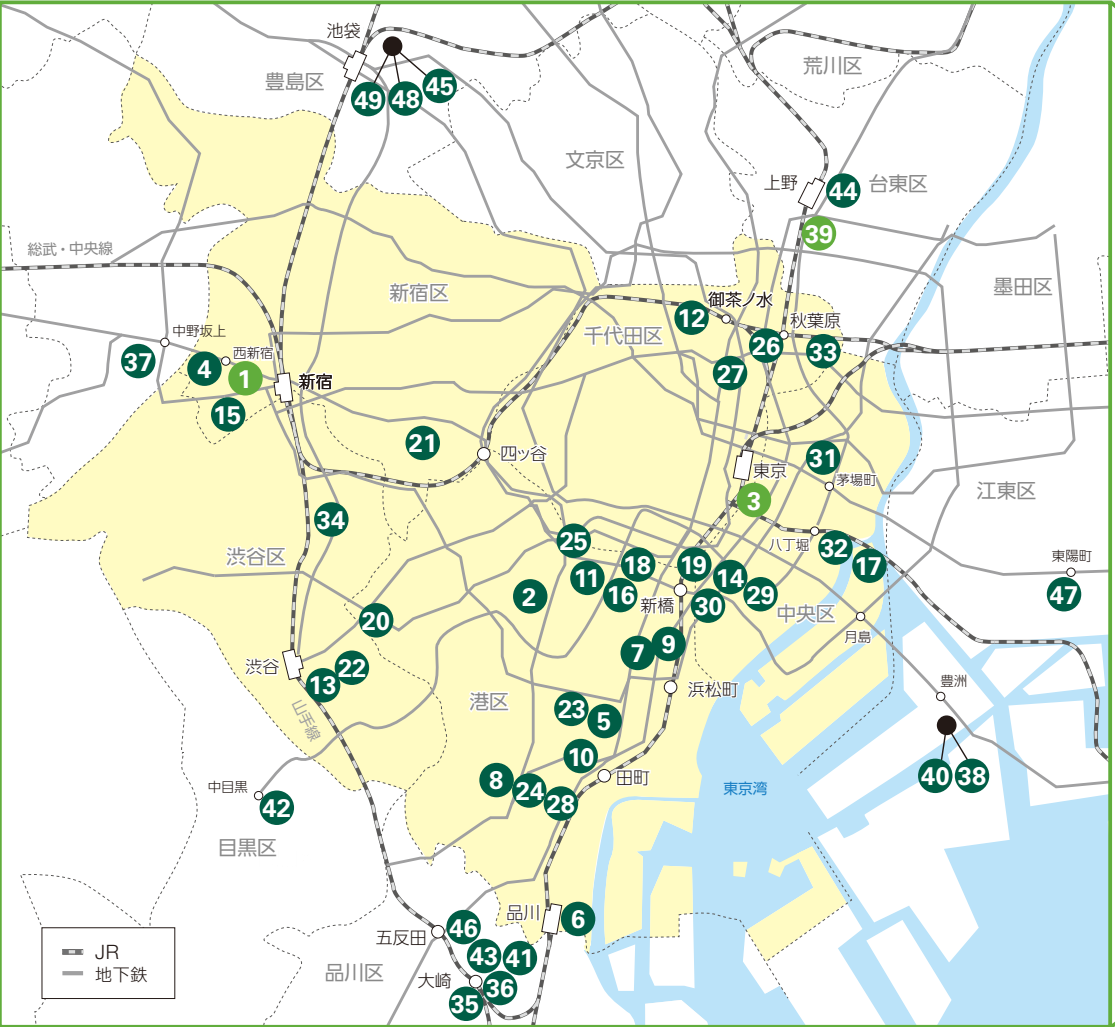 池袋
豊島区
49
48
45
荒川区
文京区
上野
44
台東区
39
総武・中央線
新宿区
墨田区
御茶ノ水
12
千代田区
秋葉原
中野坂上
西新宿
26
33
37
4
1
新宿
27
15
21
四ッ谷
31
東京
茅場町
江東区
3
34
八丁堀
32
17
25
渋谷区
18
19
東陽町
11
14
47
2
16
新橋
29
30
中央区
20
月島
7
9
渋谷
22
13
浜松町
豊洲
港区
23
5
山手線
10
8
24
28
田町
40
38
東京湾
中目黒
42
目黒区
品川
6
五反田
46
43
41
品川区
大崎
36
35
JR
地下鉄